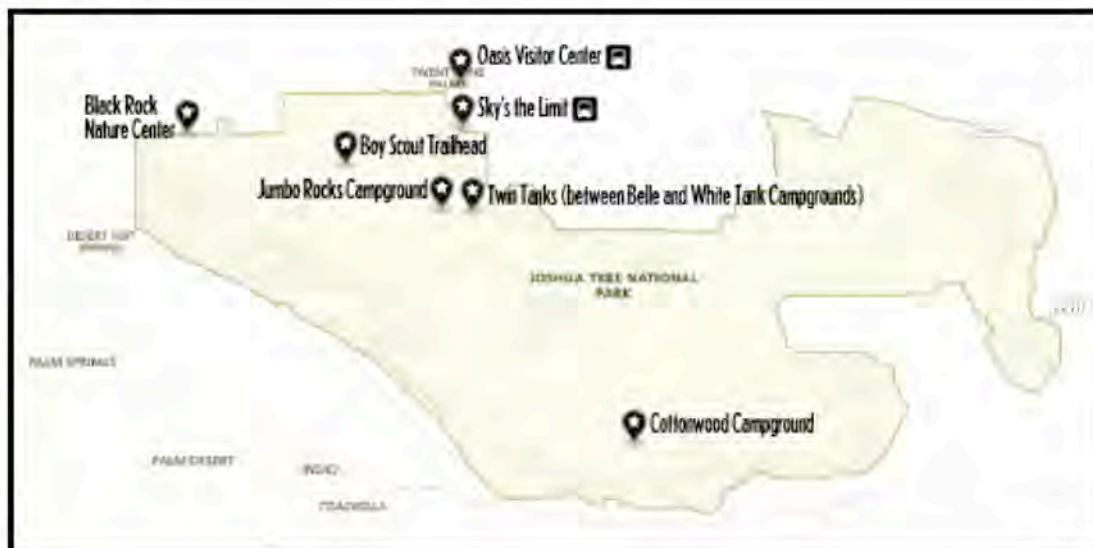 Oasis Visitor Center
Sky's the Limit
Black Rock
Nature Center
Boy Scout Trailhead
Jumbo Rocks Campground
Twin Tanks (between Belle and White Tank Campgrounds)
JOSHUA TREE NATIONAL
PARK
PALM SPRINGS
Cottonwood Campground
PALM DESERT
INDIO
COACHELLA